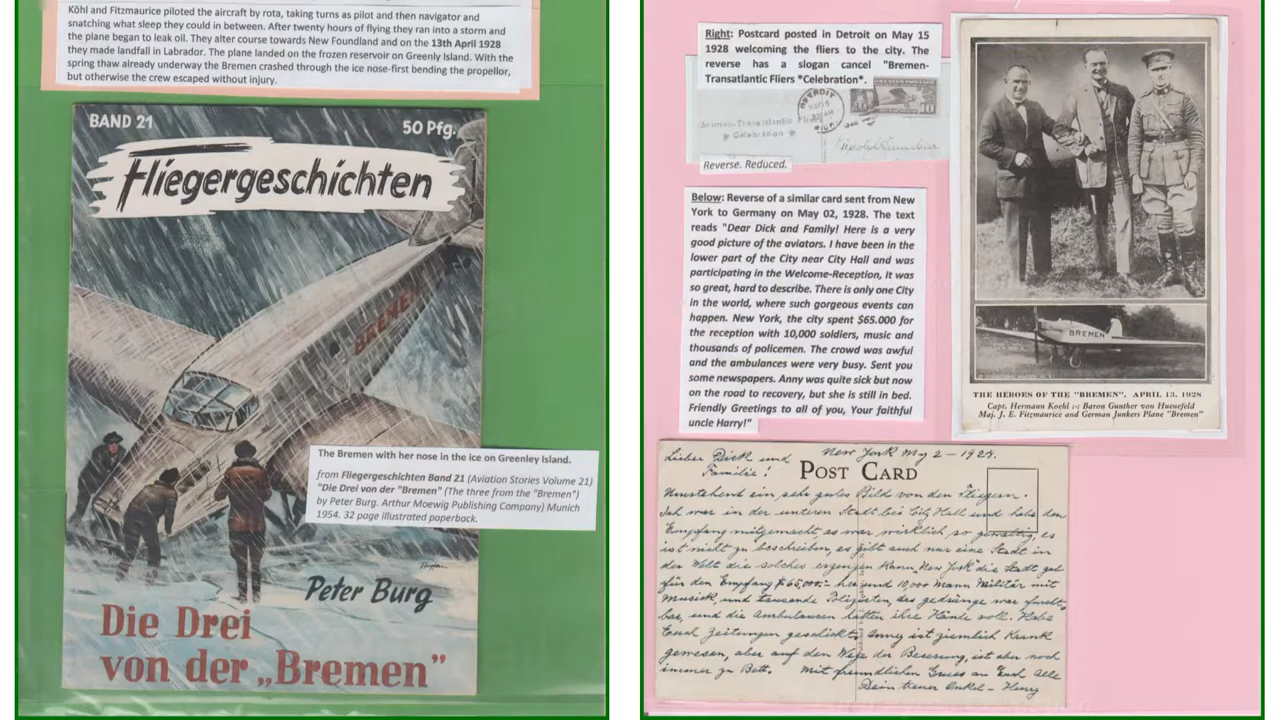 Köhl and Fitzmaurice piloted the aircraft by rota, taking turns as pilot and then navigator and
snatching what sleep they could in between. After twenty hours of flying they ran into a storm and
the plane began to leak oil. They alter course towards New Foundland and on the 13th April 1928
they made landfall in Labrador. The plane landed on the frozen reservoir on Greenly Island. With the
spring thaw already underway the Bremen crashed through the ice nose-first bending the propellor,
but otherwise the crew escaped without injury.
BAND 21
50 Pfg.
Fliegergeschichten
BREMEN
The Bremen with her nose in the ice on Greenley Island.
from Fliegergeschichten Band 21 (Aviation Stories Volume 21)
"Die Drei von der "Bremen" (The three from the "Bremen")
by Peter Burg. Arthur Moewig Publishing Company) Munich
1954. 32 page illustrated paperback.
Peter Burg
Die Drei
von der „Bremen”
Right: Postcard posted in Detroit on May 15
1928 welcoming the fliers to the city. The
reverse has a slogan cancel "Bremen-
Transatlantic Fliers *Celebration*.
DETROIT
MAY 15
MICH.
10
Bremen-Transatlantic Fliers
* Celebration *
Reverse. Reduced.
Below: Reverse of a similar card sent from New
York to Germany on May 02, 1928. The text
reads "Dear Dick and Family! Here is a very
good picture of the aviators. I have been in the
lower part of the City near City Hall and was
participating in the Welcome-Reception, It was
so great, hard to describe. There is only one City
in the world, where such gorgeous events can
happen. New York, the city spent $65.000 for
the reception with 10,000 soldiers, music and
thousands of policemen. The crowd was awful
and the ambulances were very busy. Sent you
some newspapers. Anny was quite sick but now
on the road to recovery, but she is still in bed.
Friendly Greetings to all of you, Your faithful
uncle Harry!"
BREMEN
THE HEROES OF THE "BREMEN", APRIL 13, 1928
Capt. Hermann Koehl :-: Baron Gunther von Huenefeld
Maj. J. E. Fitzmaurice and German Junkers Plane "Bremen"
Lieber Dick und New York May 2 – 1928.
Familie!
POST CARD
Umstehend ein sehr gutes Bild von den Fliegern.
Ich war in der unteren Stadt bei City Hall und habe den
Empfang mitgemacht, es war wirklich so gewaltig, es
ist nicht zu beschreiben, es gibt auch nur eine Stadt in
der Welt die solches erzeugen kann, New York die Stadt gab
für den Empfang $65,000.– her und 10,000 Mann Militär mit
Musick, und tausende Polizisten, das gedränge war furcht-
bar, und die Ambulancen hatten ihre Hände voll. Habe
Euch Zeitungen geschickt. Anny ist ziemlich Krank
gewesen, aber auf dem Wege der Besserung, ist aber noch
immer zu Bett. Mit freundlichen Gruss an Euch Alle
Dein treuer Onkel – Henry